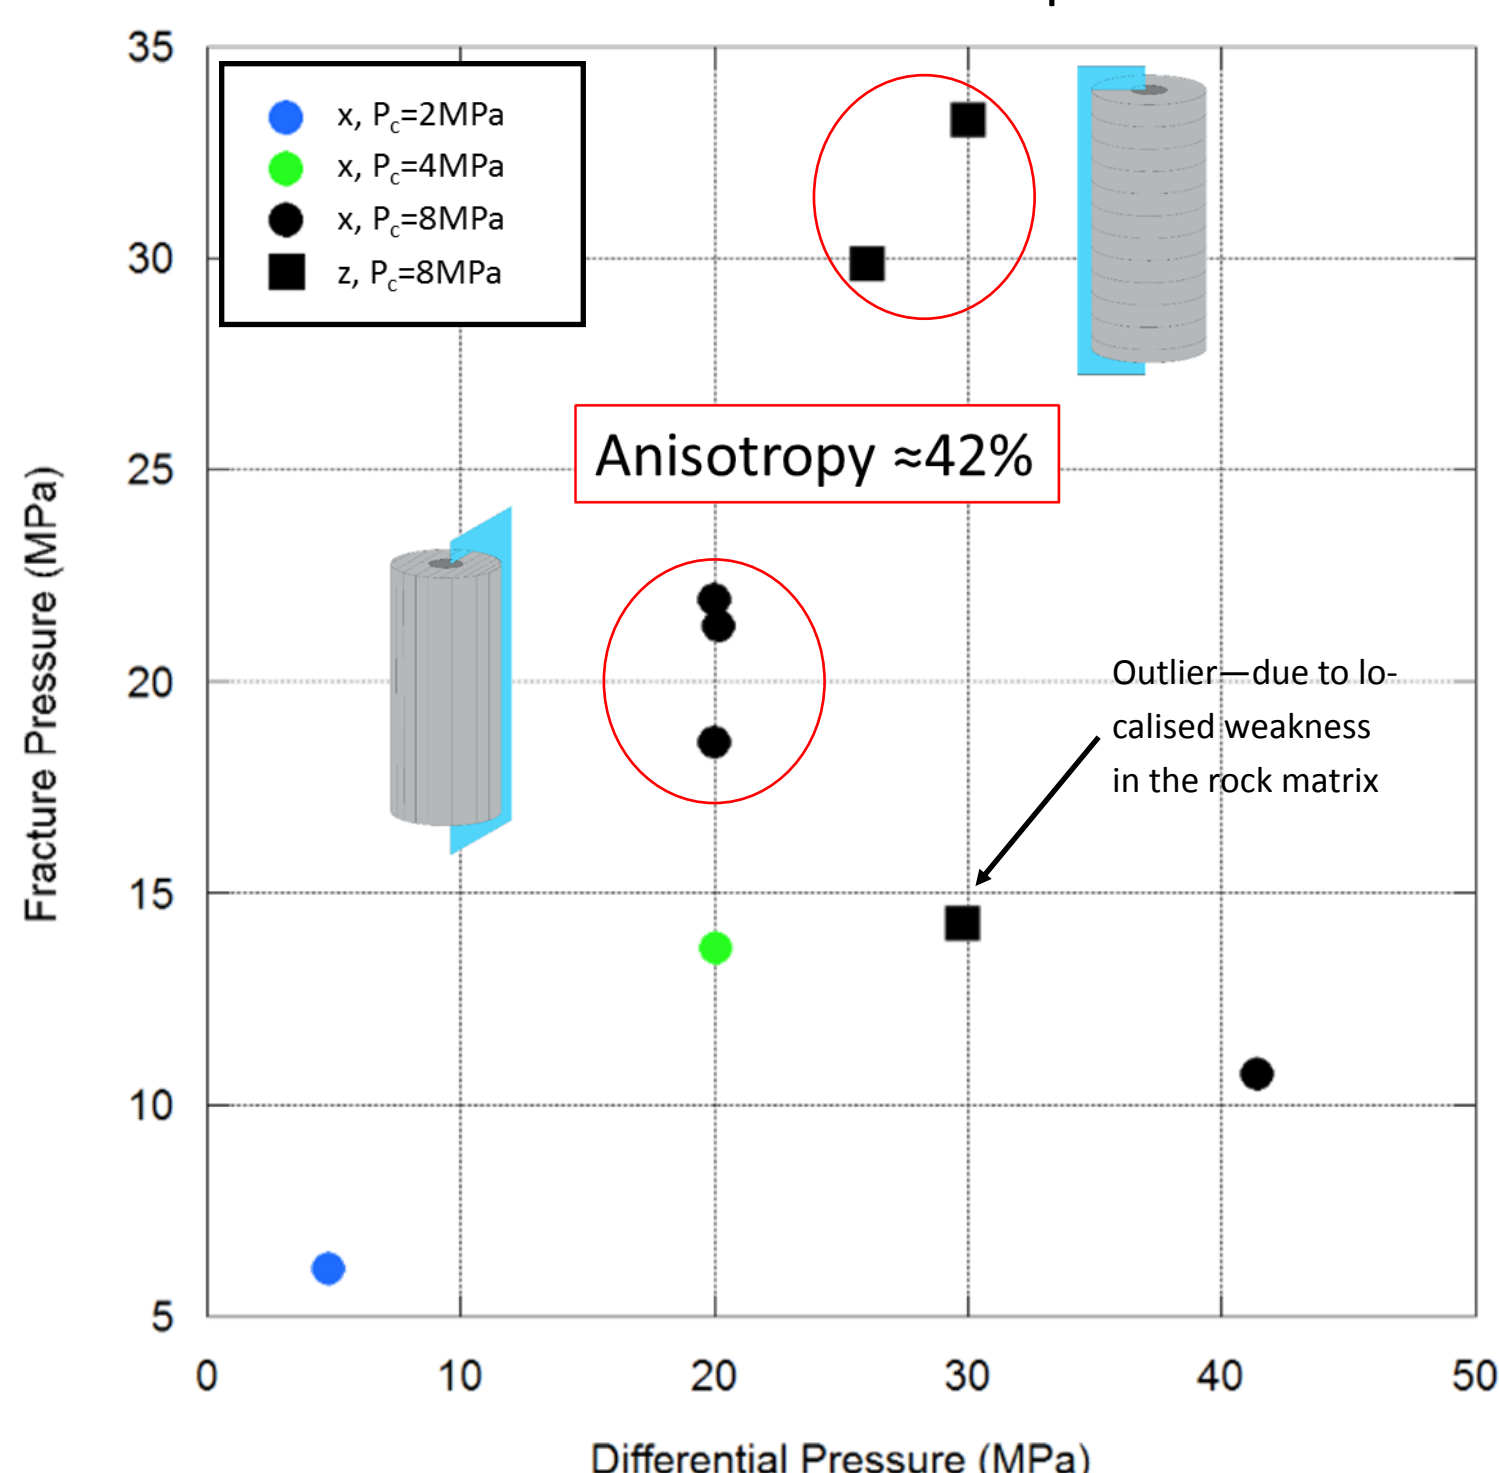 35
x, Pc=2MPa
x, Pc=4MPa
x, Pc=8MPa
z, Pc=8MPa
30
Anisotropy ≈42%
25
20
Outlier—due to lo-
calised weakness
in the rock matrix
15
10
5
Fracture Pressure (MPa)
0 10 20 30 40 50
Differential Pressure (MPa)